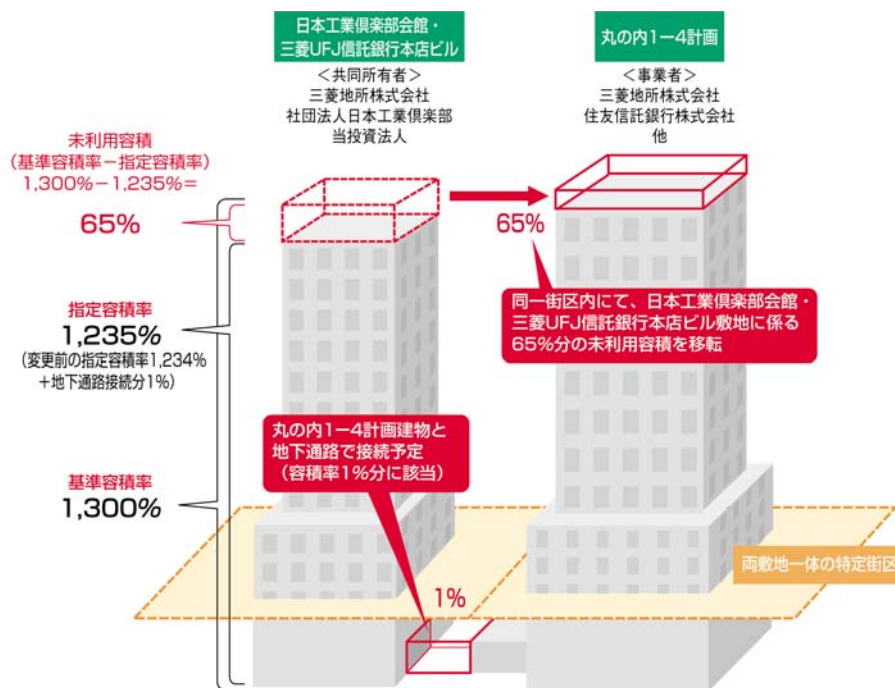 日本工業倶楽部会館・
三菱UFJ信託銀行本店ビル
＜共同所有者＞
三菱地所株式会社
社団法人日本工業倶楽部
当投資法人
丸の内1ー4計画
＜事業者＞
三菱地所株式会社
住友信託銀行株式会社
他
未利用容積
（基準容積率－指定容積率）
1,300%－1,235%＝
65%
65%
指定容積率
1,235%
（変更前の指定容積率1,234%
＋地下通路接続分1%）
同一街区内にて、日本工業倶楽部会館・
三菱UFJ信託銀行本店ビル敷地に係る
65%分の未利用容積を移転
丸の内1ー4計画建物と
地下通路で接続予定
（容積率1%分に該当）
基準容積率
1,300%
両敷地一体の特定街区
1%